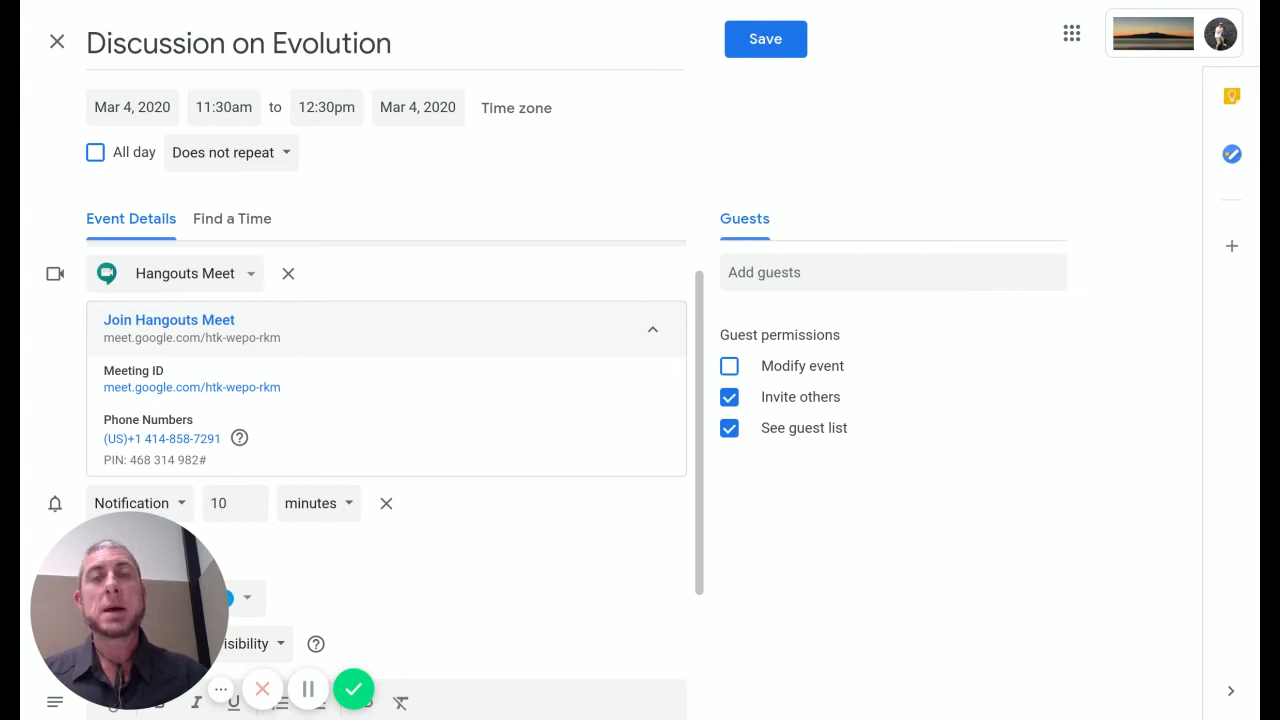 Discussion on Evolution
Save
Mar 4, 2020 11:30am to 12:30pm Mar 4, 2020 Time zone
All day Does not repeat
Event Details Find a Time
Guests
Hangouts Meet
Add guests
Join Hangouts Meet
meet.google.com/htk-wepo-rkm
Meeting ID
meet.google.com/htk-wepo-rkm
Phone Numbers
(US)+1 414-858-7291
PIN: 468 314 982#
Guest permissions
Modify event
Invite others
See guest list
Notification 10 minutes
isibility